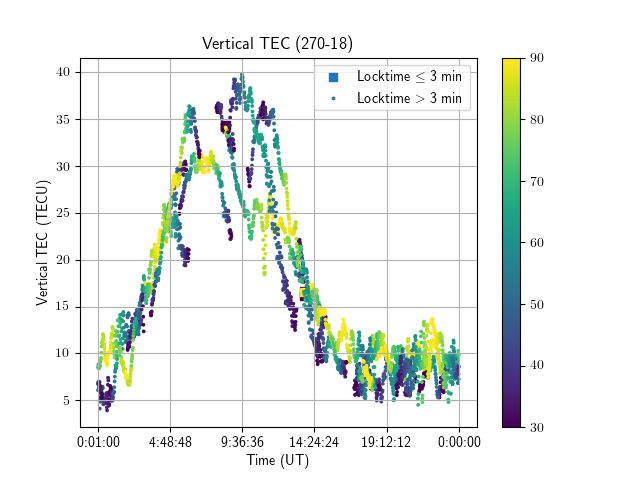 Vertical TEC (270-18)
Locktime ≤ 3 min
Locktime > 3 min
Vertical TEC (TECU)
40
35
30
25
20
15
10
5
0:01:00 4:48:48 9:36:36 14:24:24 19:12:12 0:00:00
Time (UT)
90
80
70
60
50
40
30